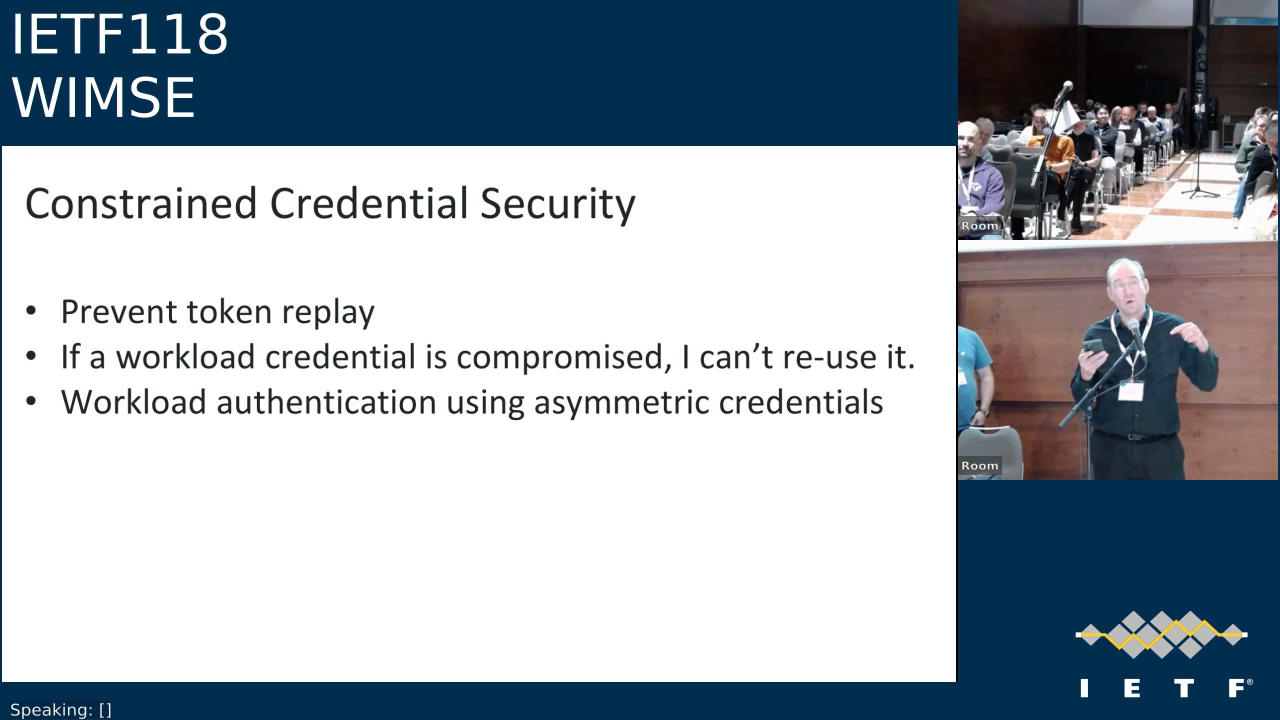 IETF118
WIMSE
Constrained Credential Security
• Prevent token replay
• If a workload credential is compromised, I can’t re-use it.
• Workload authentication using asymmetric credentials
Room
Room
I E T F®
Speaking: []